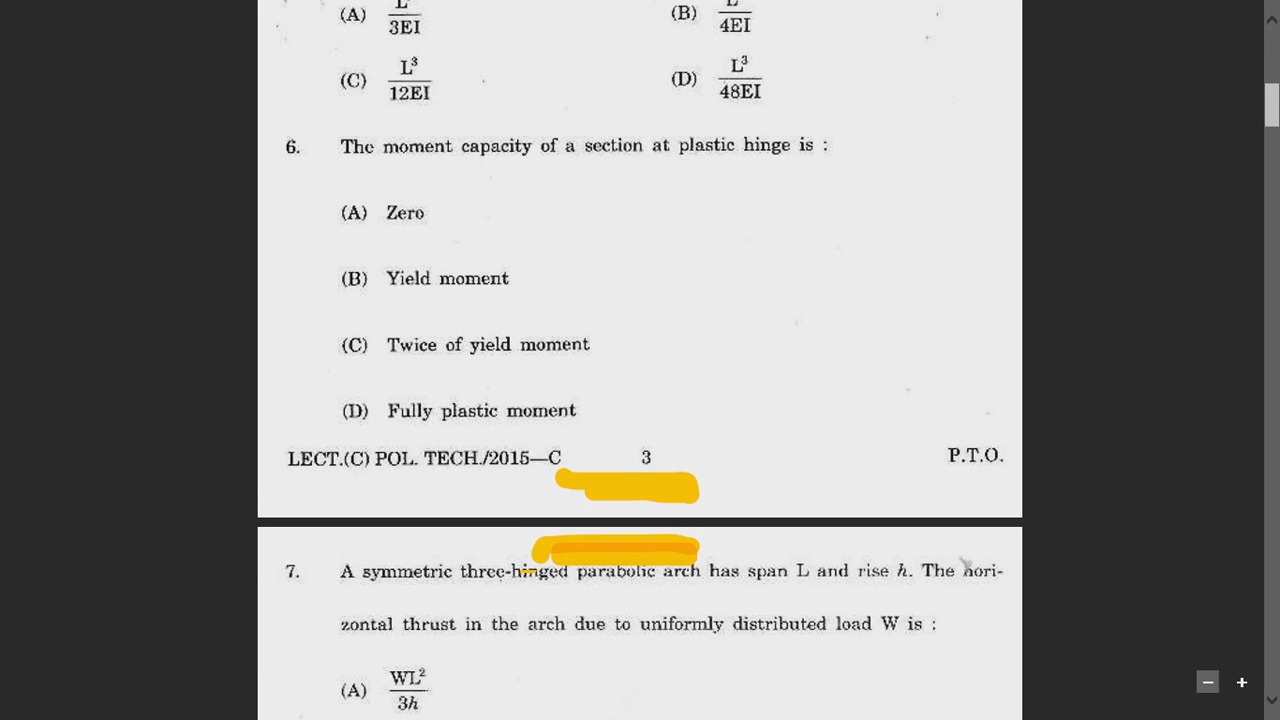 (A) L / 3EI (B) L / 4EI
(C) L³ / 12EI (D) L³ / 48EI
6. The moment capacity of a section at plastic hinge is :
(A) Zero
(B) Yield moment
(C) Twice of yield moment
(D) Fully plastic moment
LECT.(C) POL. TECH./2015—C 3 P.T.O.
7. A symmetric three-hinged parabolic arch has span L and rise h. The hori-
zontal thrust in the arch due to uniformly distributed load W is :
(A) WL² / 3h